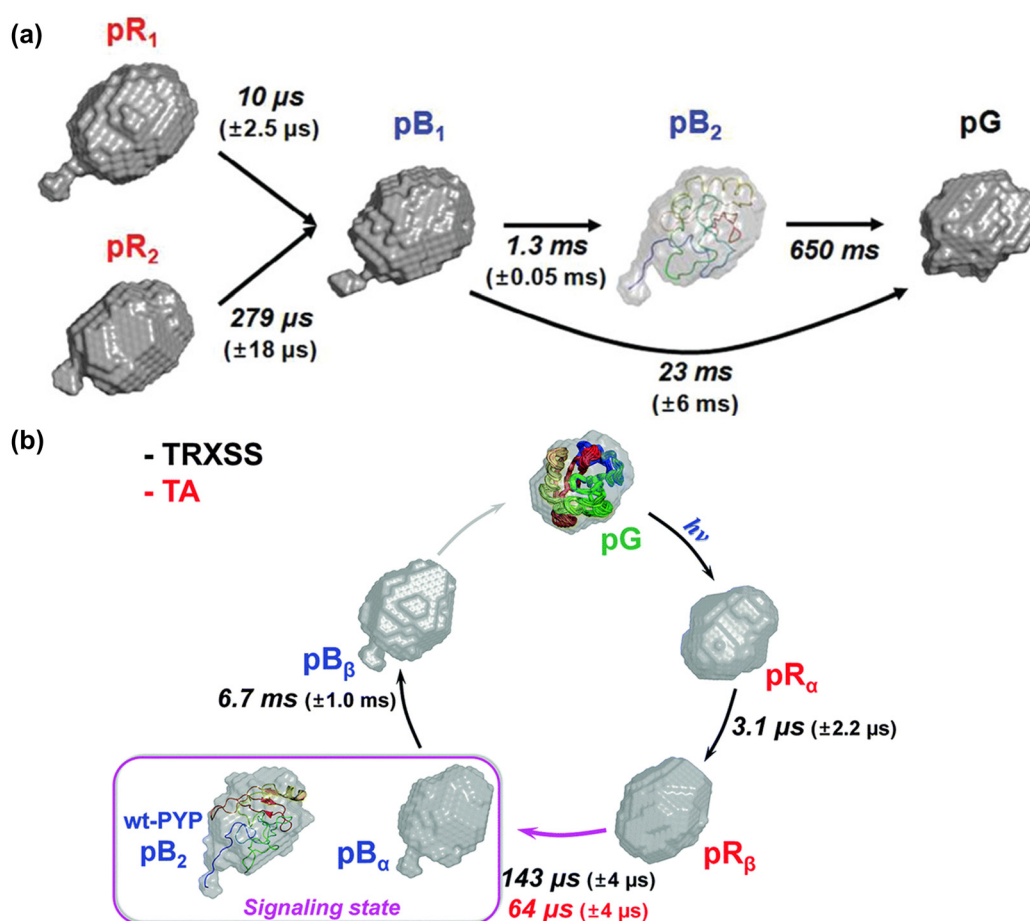 (a)
pR₁
10 µs
(±2.5 µs)
pB₁
pB₂
pG
1.3 ms
(±0.05 ms)
650 ms
pR₂
279 µs
(±18 µs)
23 ms
(±6 ms)
(b)
- TRXSS
- TA
pG
hν
pRα
3.1 µs (±2.2 µs)
pRβ
pBβ
6.7 ms (±1.0 ms)
wt-PYP
pB₂
pBα
Signaling state
143 µs (±4 µs)
64 µs (±4 µs)